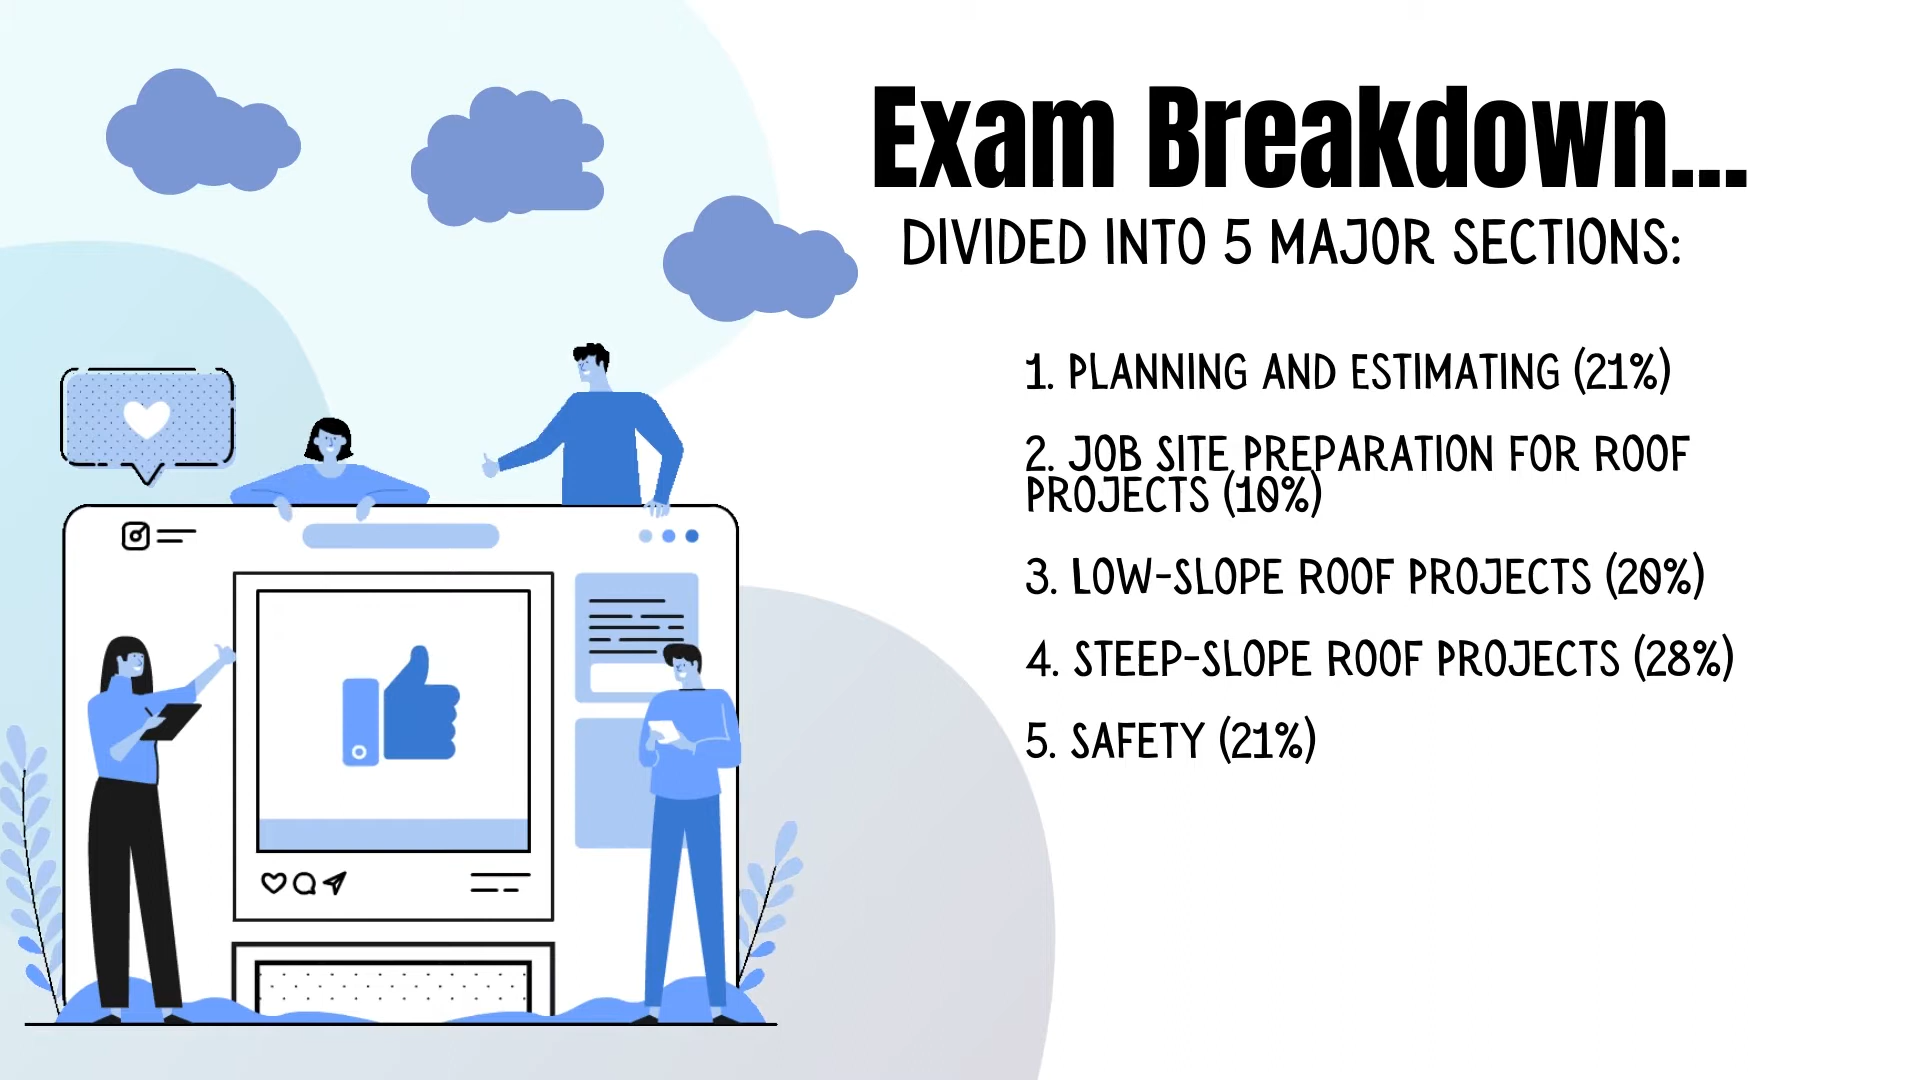 Exam Breakdown...
DIVIDED INTO 5 MAJOR SECTIONS:
1. PLANNING AND ESTIMATING (21%)
2. JOB SITE PREPARATION FOR ROOF
PROJECTS (10%)
3. LOW-SLOPE ROOF PROJECTS (20%)
4. STEEP-SLOPE ROOF PROJECTS (28%)
5. SAFETY (21%)